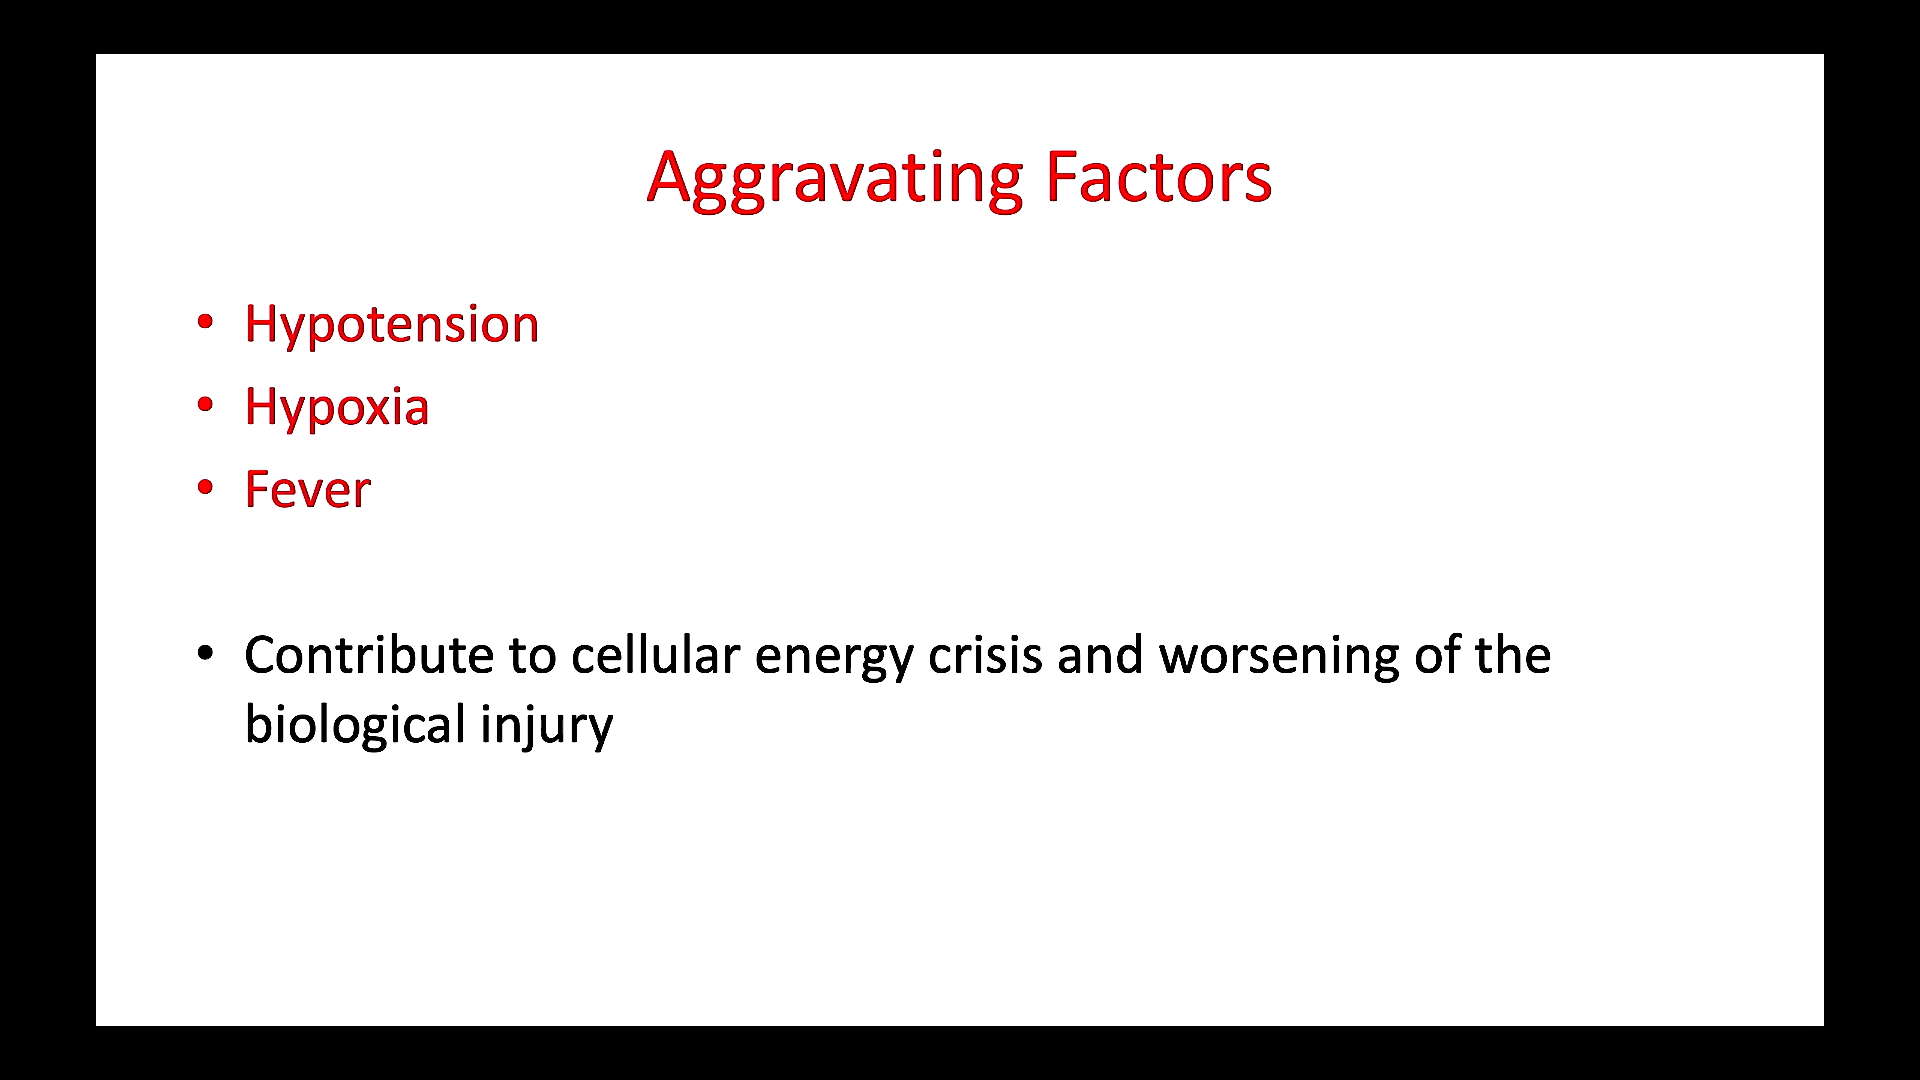 Aggravating Factors
• Hypotension
• Hypoxia
• Fever
• Contribute to cellular energy crisis and worsening of the
biological injury